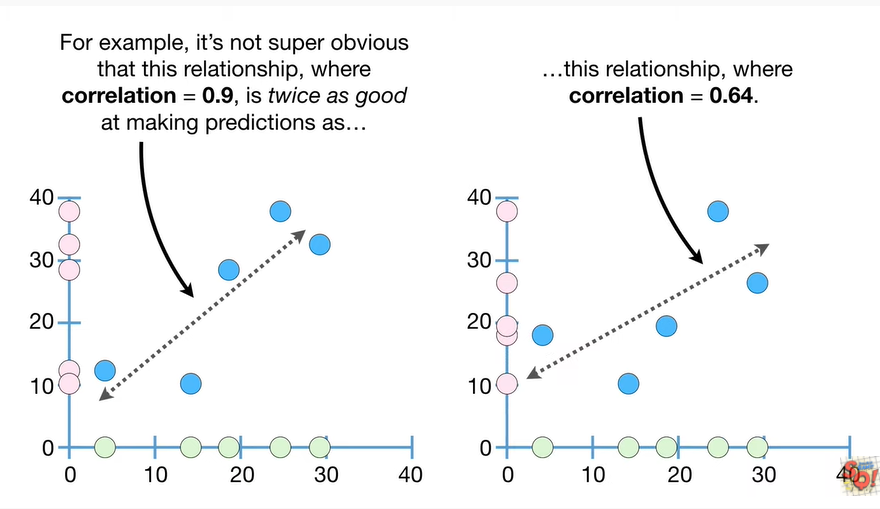 For example, it's not super obvious
that this relationship, where
correlation = 0.9, is twice as good
at making predictions as…
…this relationship, where
correlation = 0.64.
40
30
20
10
0
0 10 20 30 40
40
30
20
10
0
0 10 20 30 40